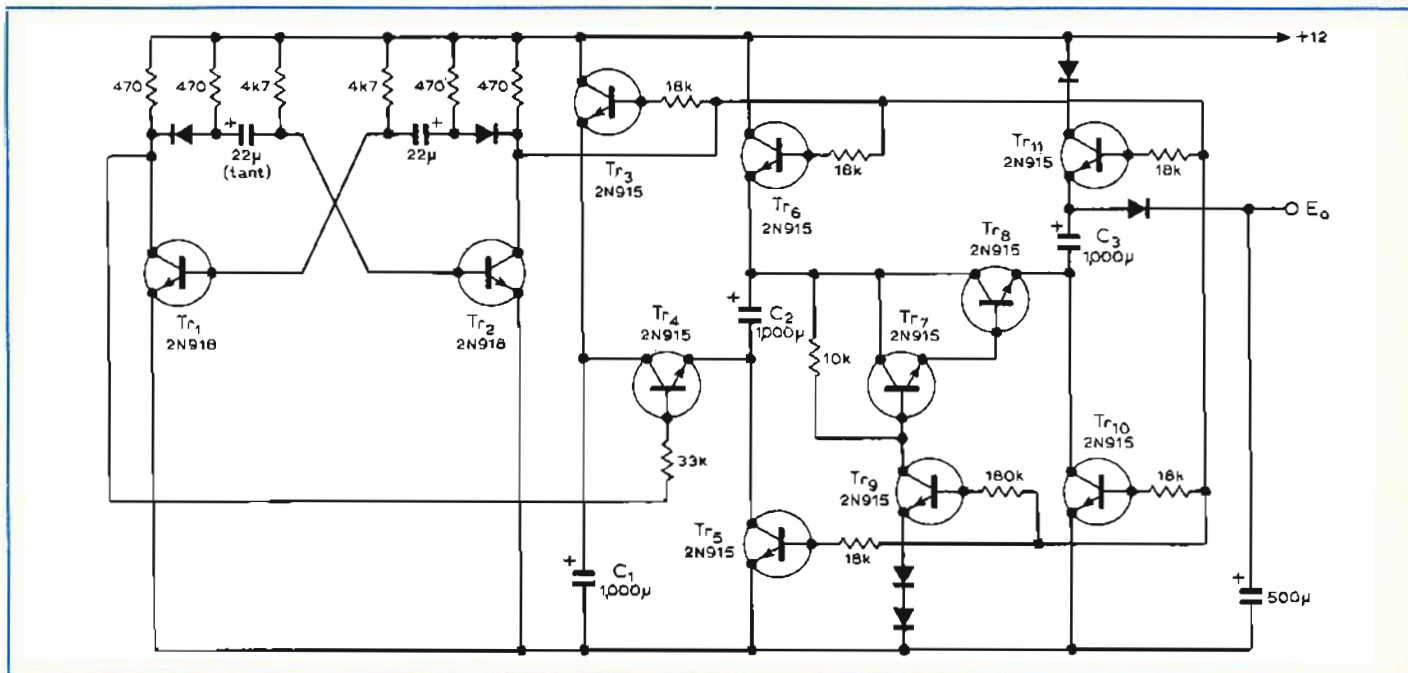 +12
470
470
4k7
4k7
470
470
22µ
(tant)
22µ
18k
Tr3
2N915
Tr6
2N915
18k
Tr11
2N915
18k
Eo
C3
1,000µ
Tr8
2N915
Tr1
2N918
Tr2
2N918
Tr4
2N915
C2
1,000µ
Tr7
2N915
10k
33k
Tr10
2N915
18k
Tr9
2N915
180k
Tr5
2N915
18k
C1
1,000µ
500µ
+
+
+
+
+
+